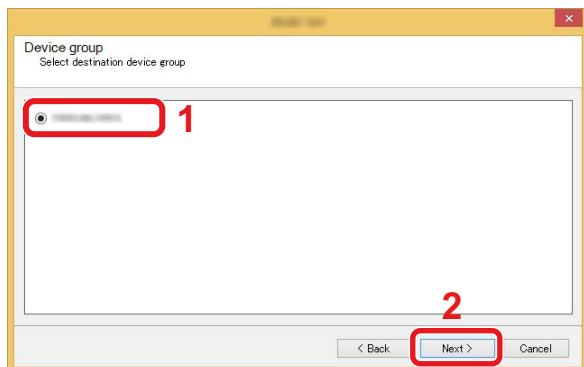 Device group
Select destination device group
1
2
< Back
Next >
Cancel